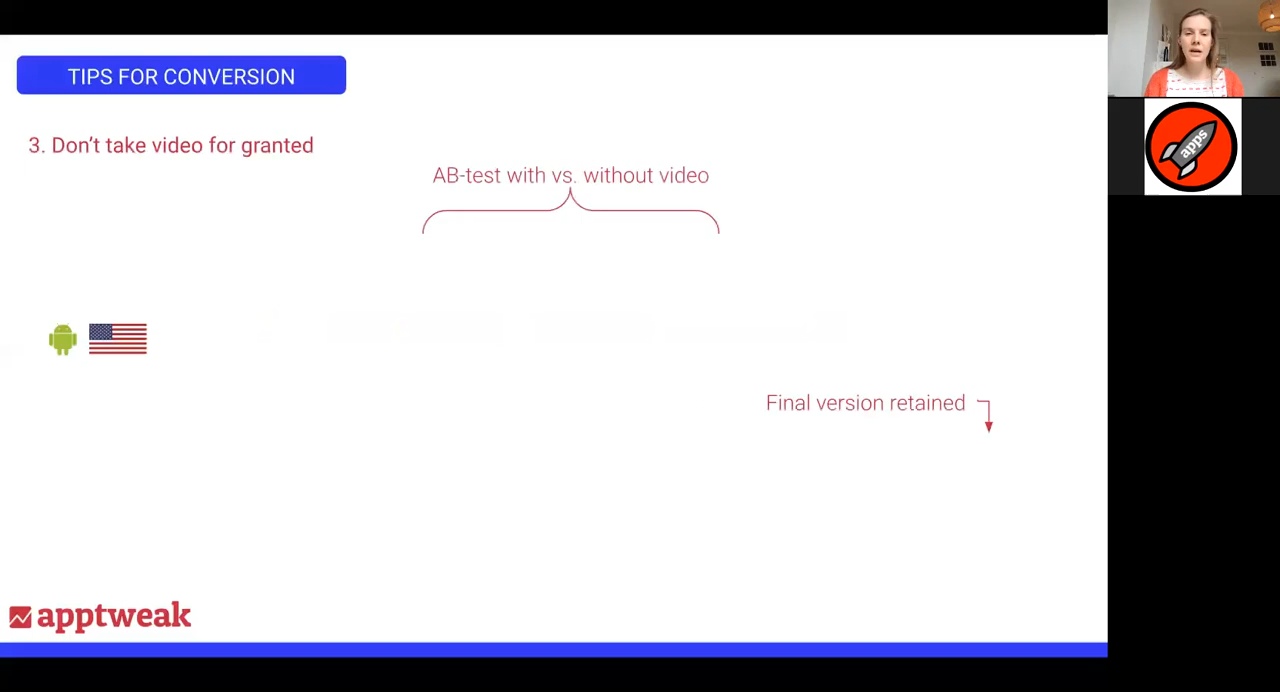 TIPS FOR CONVERSION
3. Don't take video for granted
AB-test with vs. without video
Final version retained
apptweak
apps